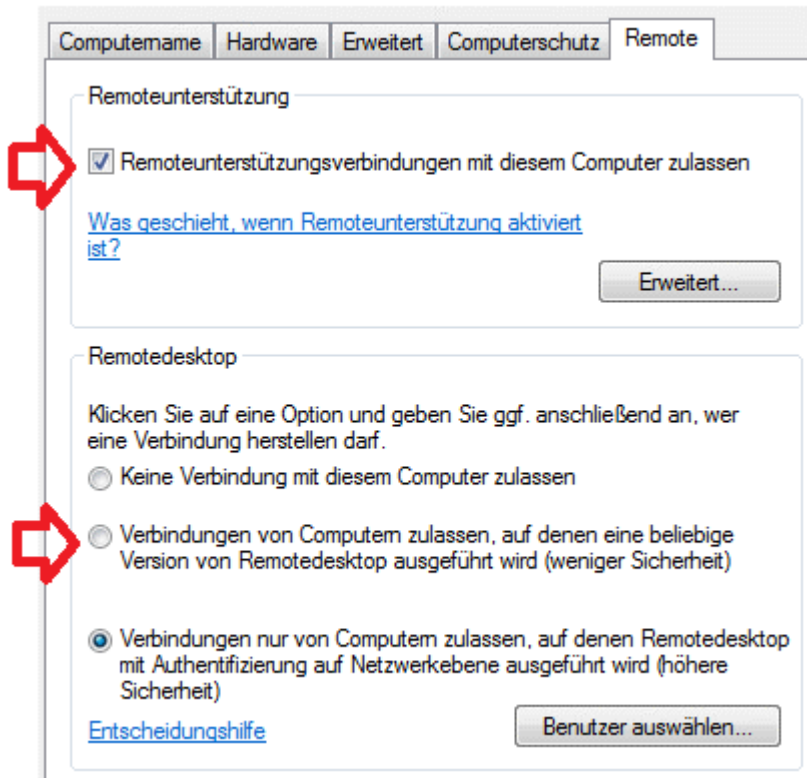 Computername Hardware Erweitert Computerschutz Remote
Remoteunterstützung
Remoteunterstützungsverbindungen mit diesem Computer zulassen
Was geschieht, wenn Remoteunterstützung aktiviert
ist?
Erweitert...
Remotedesktop
Klicken Sie auf eine Option und geben Sie ggf. anschließend an, wer
eine Verbindung herstellen darf.
Keine Verbindung mit diesem Computer zulassen
Verbindungen von Computern zulassen, auf denen eine beliebige
Version von Remotedesktop ausgeführt wird (weniger Sicherheit)
Verbindungen nur von Computern zulassen, auf denen Remotedesktop
mit Authentifizierung auf Netzwerkebene ausgeführt wird (höhere
Sicherheit)
Entscheidungshilfe
Benutzer auswählen...